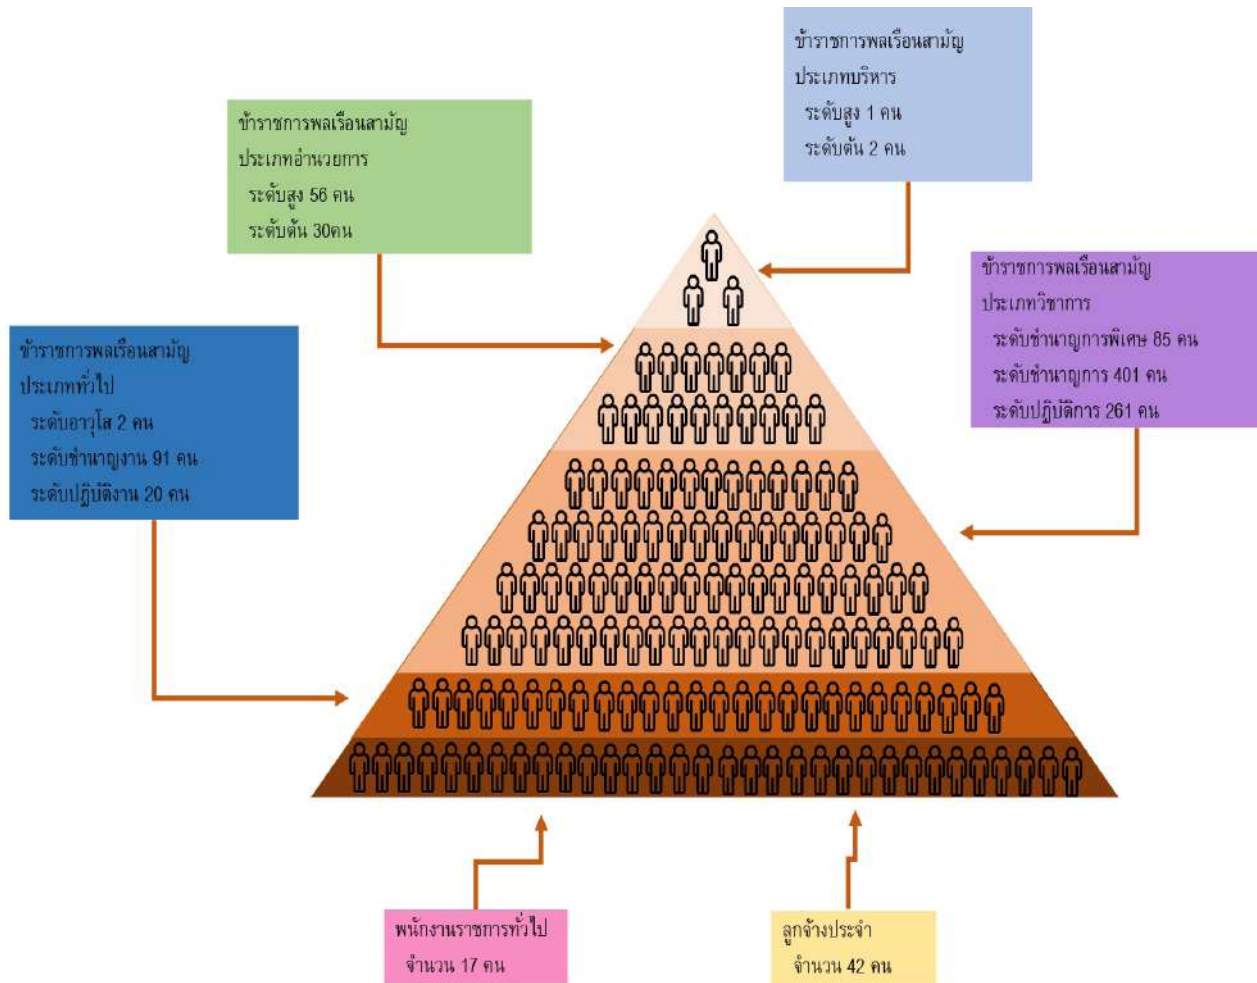 ข้าราชการพลเรือนสามัญ
ประเภทบริหาร
ระดับสูง 1 คน
ระดับต้น 2 คน
ข้าราชการพลเรือนสามัญ
ประเภทอำนวยการ
ระดับสูง 56 คน
ระดับต้น 30คน
ข้าราชการพลเรือนสามัญ
ประเภทวิชาการ
ระดับชำนาญการพิเศษ 85 คน
ระดับชำนาญการ 401 คน
ระดับปฏิบัติการ 261 คน
ข้าราชการพลเรือนสามัญ
ประเภททั่วไป
ระดับอาวุโส 2 คน
ระดับชำนาญงาน 91 คน
ระดับปฏิบัติงาน 20 คน
พนักงานราชการทั่วไป
จำนวน 17 คน
ลูกจ้างประจำ
จำนวน 42 คน